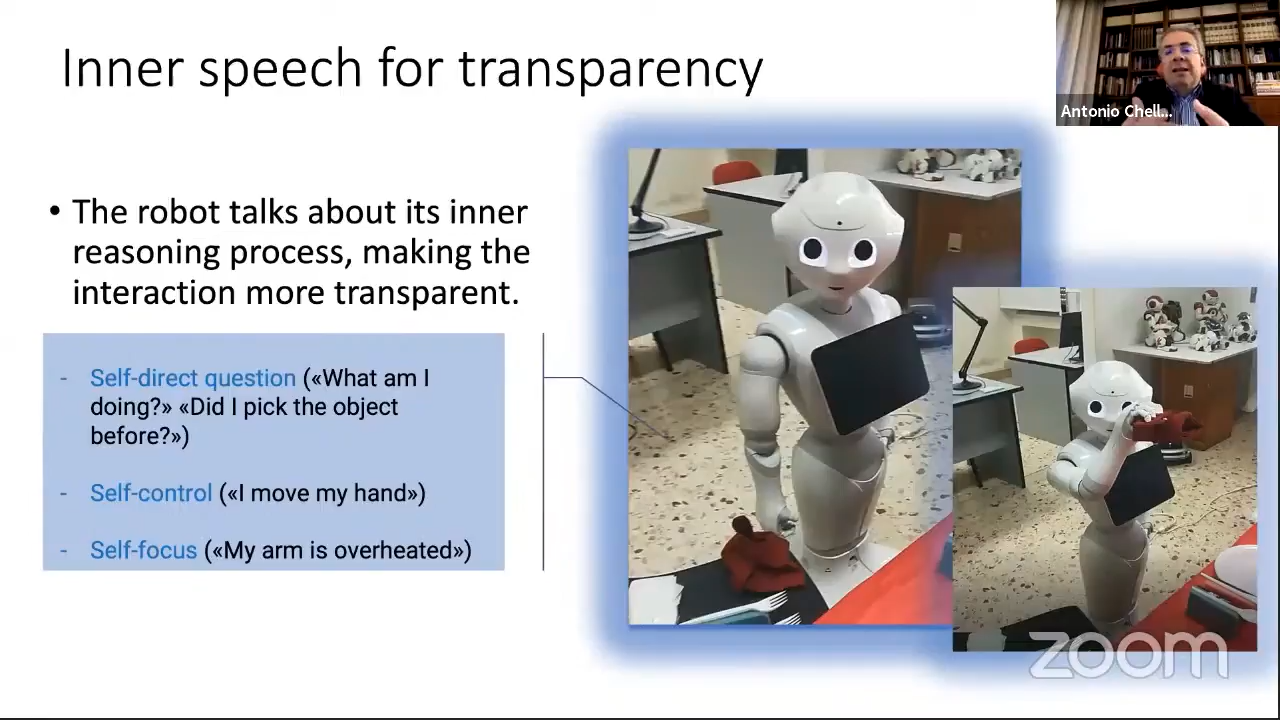 Inner speech for transparency
Antonio Chell...
• The robot talks about its inner
reasoning process, making the
interaction more transparent.
- Self-direct question («What am I
doing?» «Did I pick the object
before?»)
- Self-control («I move my hand»)
- Self-focus («My arm is overheated»)
zoom